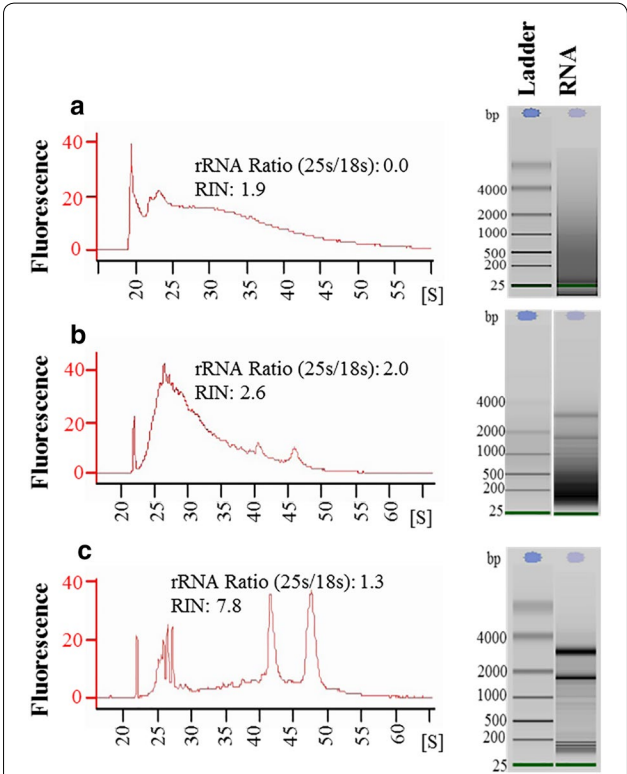 Ladder
RNA
a
Fluorescence
40
20
0
rRNA Ratio (25s/18s): 0.0
RIN: 1.9
20 25 30 35 40 45 50 55 [S]
bp
4000
2000
1000
500
200
25
b
Fluorescence
40
20
0
rRNA Ratio (25s/18s): 2.0
RIN: 2.6
20 25 30 35 40 45 50 55 60 [S]
bp
4000
2000
1000
500
200
25
c
Fluorescence
40
20
0
rRNA Ratio (25s/18s): 1.3
RIN: 7.8
20 25 30 35 40 45 50 55 60 [S]
bp
4000
2000
1000
500
200
25